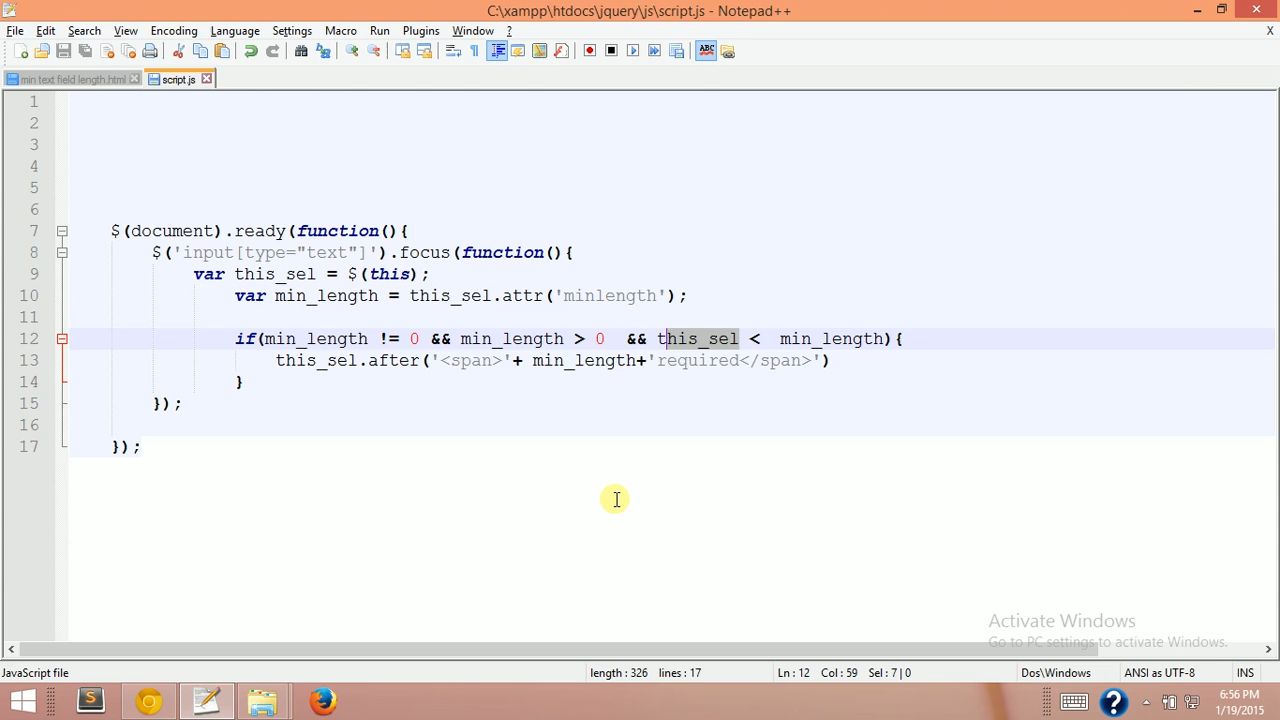 C:\xampp\htdocs\jquery\js\script.js - Notepad++
File Edit Search View Encoding Language Settings Macro Run Plugins Window ? X
ABC
min text field length.html script.js
1
2
3
4
5
6
7 $(document).ready(function(){
8 $('input[type="text"]').focus(function(){
9 var this_sel = $(this);
10 var min_length = this_sel.attr('minlength');
11
12 if(min_length != 0 && min_length > 0 && this_sel < min_length){
13 this_sel.after('<span>'+ min_length+'required</span>')
14 }
15 });
16
17 });
Activate Windows
Go to PC settings to activate Windows.
JavaScript file length : 326 lines : 17 Ln : 12 Col : 59 Sel : 7 | 0 Dos\Windows ANSI as UTF-8 INS
6:56 PM
1/19/2015